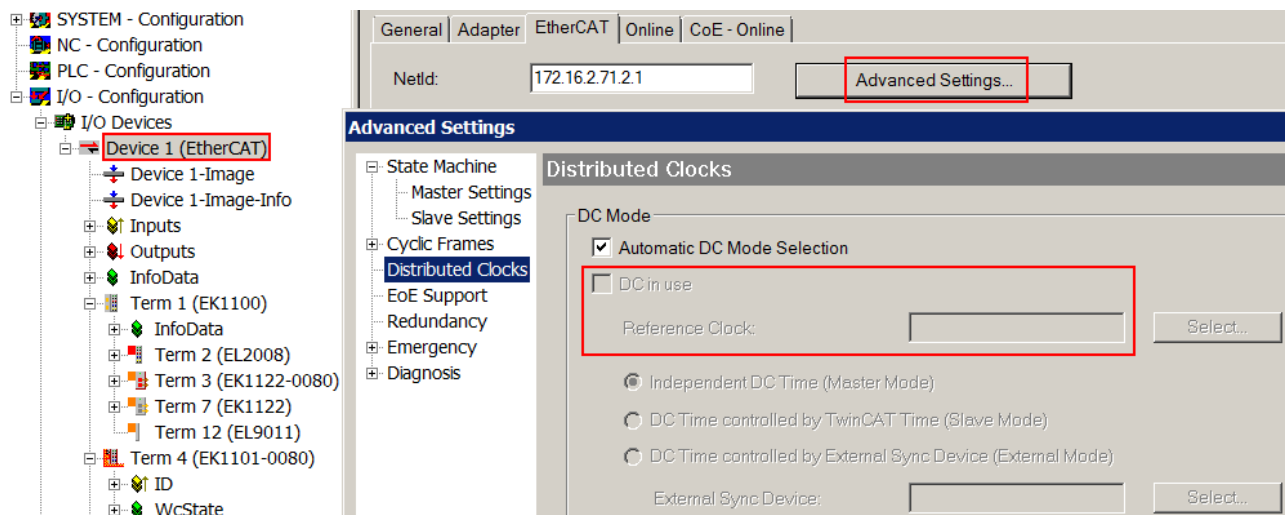 SYSTEM - Configuration
NC - Configuration
PLC - Configuration
I/O - Configuration
I/O Devices
Device 1 (EtherCAT)
Device 1-Image
Device 1-Image-Info
Inputs
Outputs
InfoData
Term 1 (EK1100)
InfoData
Term 2 (EL2008)
Term 3 (EK1122-0080)
Term 7 (EK1122)
Term 12 (EL9011)
Term 4 (EK1101-0080)
ID
WcState
General Adapter EtherCAT Online CoE - Online
NetId: 172.16.2.71.2.1 Advanced Settings...
Advanced Settings
State Machine
Master Settings
Slave Settings
Cyclic Frames
Distributed Clocks
EoE Support
Redundancy
Emergency
Diagnosis
Distributed Clocks
DC Mode
Automatic DC Mode Selection
DC in use
Reference Clock: Select...
Independent DC Time (Master Mode)
DC Time controlled by TwinCAT Time (Slave Mode)
DC Time controlled by External Sync Device (External Mode)
External Sync Device: Select...